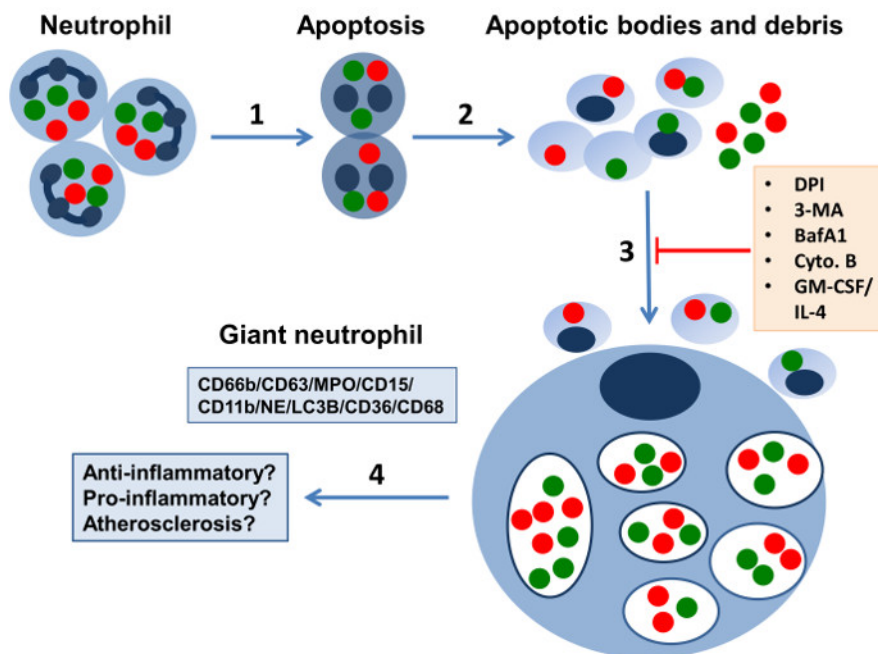 Neutrophil
Apoptosis
Apoptotic bodies and debris
1
2
• DPI
• 3-MA
• BafA1
• Cyto. B
• GM-CSF/
IL-4
3
Giant neutrophil
CD66b/CD63/MPO/CD15/
CD11b/NE/LC3B/CD36/CD68
Anti-inflammatory?
Pro-inflammatory?
Atherosclerosis?
4